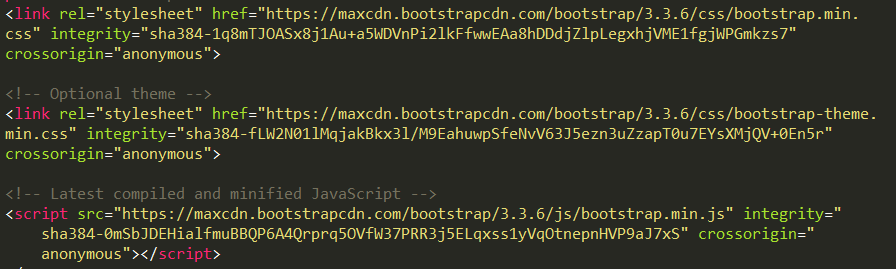 <link rel="stylesheet" href="https://maxcdn.bootstrapcdn.com/bootstrap/3.3.6/css/bootstrap.min.
css" integrity="sha384-1q8mTJOASx8j1Au+a5WDVnPi2lkFfwwEAa8hDDdjZlpLegxhjVME1fgjWPGmkzs7"
crossorigin="anonymous">
<!-- Optional theme -->
<link rel="stylesheet" href="https://maxcdn.bootstrapcdn.com/bootstrap/3.3.6/css/bootstrap-theme.
min.css" integrity="sha384-fLW2N01lMqjakBkx3l/M9EahuwpSfeNvV63J5ezn3uZzapT0u7EYsXMjQV+0En5r"
crossorigin="anonymous">
<!-- Latest compiled and minified JavaScript -->
<script src="https://maxcdn.bootstrapcdn.com/bootstrap/3.3.6/js/bootstrap.min.js" integrity="
sha384-0mSbJDEHialfmuBBQP6A4Qrprq5OVfW37PRR3j5ELqxss1yVqOtnepnHVP9aJ7xS" crossorigin="
anonymous"></script>